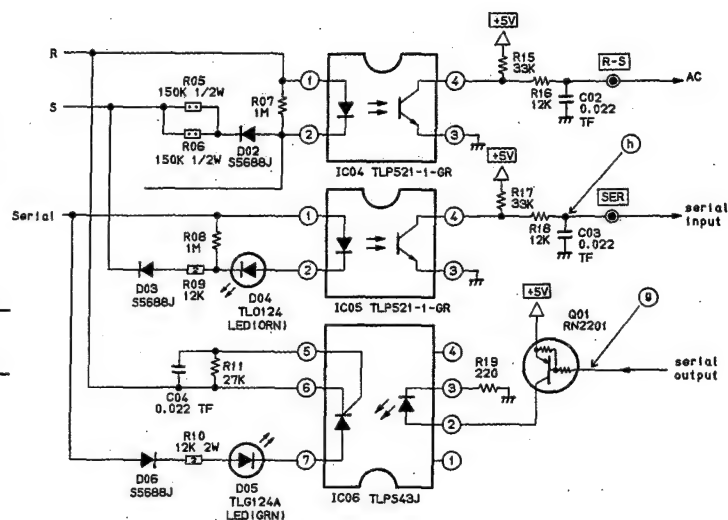 R
S
R05
150K 1/2W
R06
150K 1/2W
D02
S5688J
R07
1M
1
2
4
3
IC04 TLP521-1-GR
+5V
R15
33K
R16
12K
C02
0.022
TF
R-S
AC
Serial
R08
1M
D03
S5688J
R09
12K
2
D04
TLO124
LED(ORN)
1
2
4
3
IC05 TLP521-1-GR
+5V
R17
33K
R18
12K
h
C03
0.022
TF
SER
serial
input
C04
0.022 TF
R11
27K
5
6
7
4
3
2
1
R19
220
+5V
Q01
RN2201
g
serial
output
D06
S5688J
R10
12K 2W
2
D05
TLG124A
LED(GRN)
IC06 TLP543J